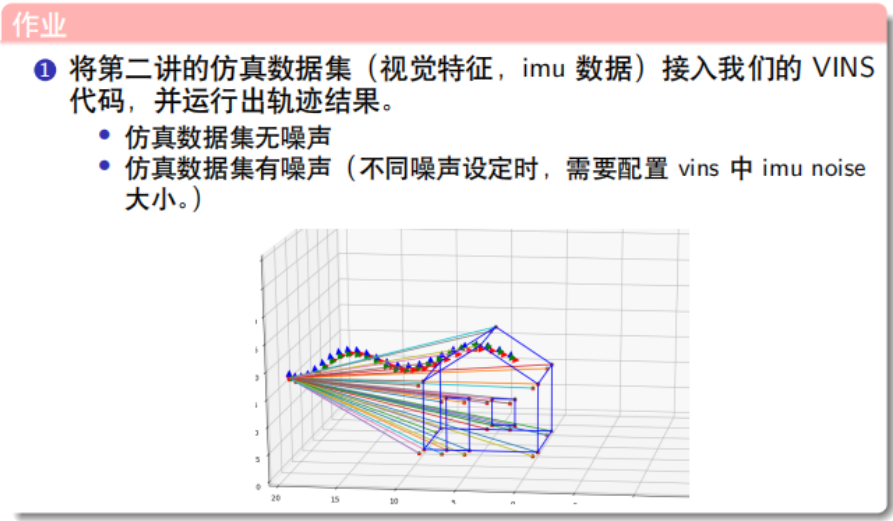 作业
1 将第二讲的仿真数据集（视觉特征，imu 数据）接入我们的 VINS
代码，并运行出轨迹结果。
• 仿真数据集无噪声
• 仿真数据集有噪声（不同噪声设定时，需要配置 vins 中 imu noise
大小。）
5
0
5
0
20
15
10